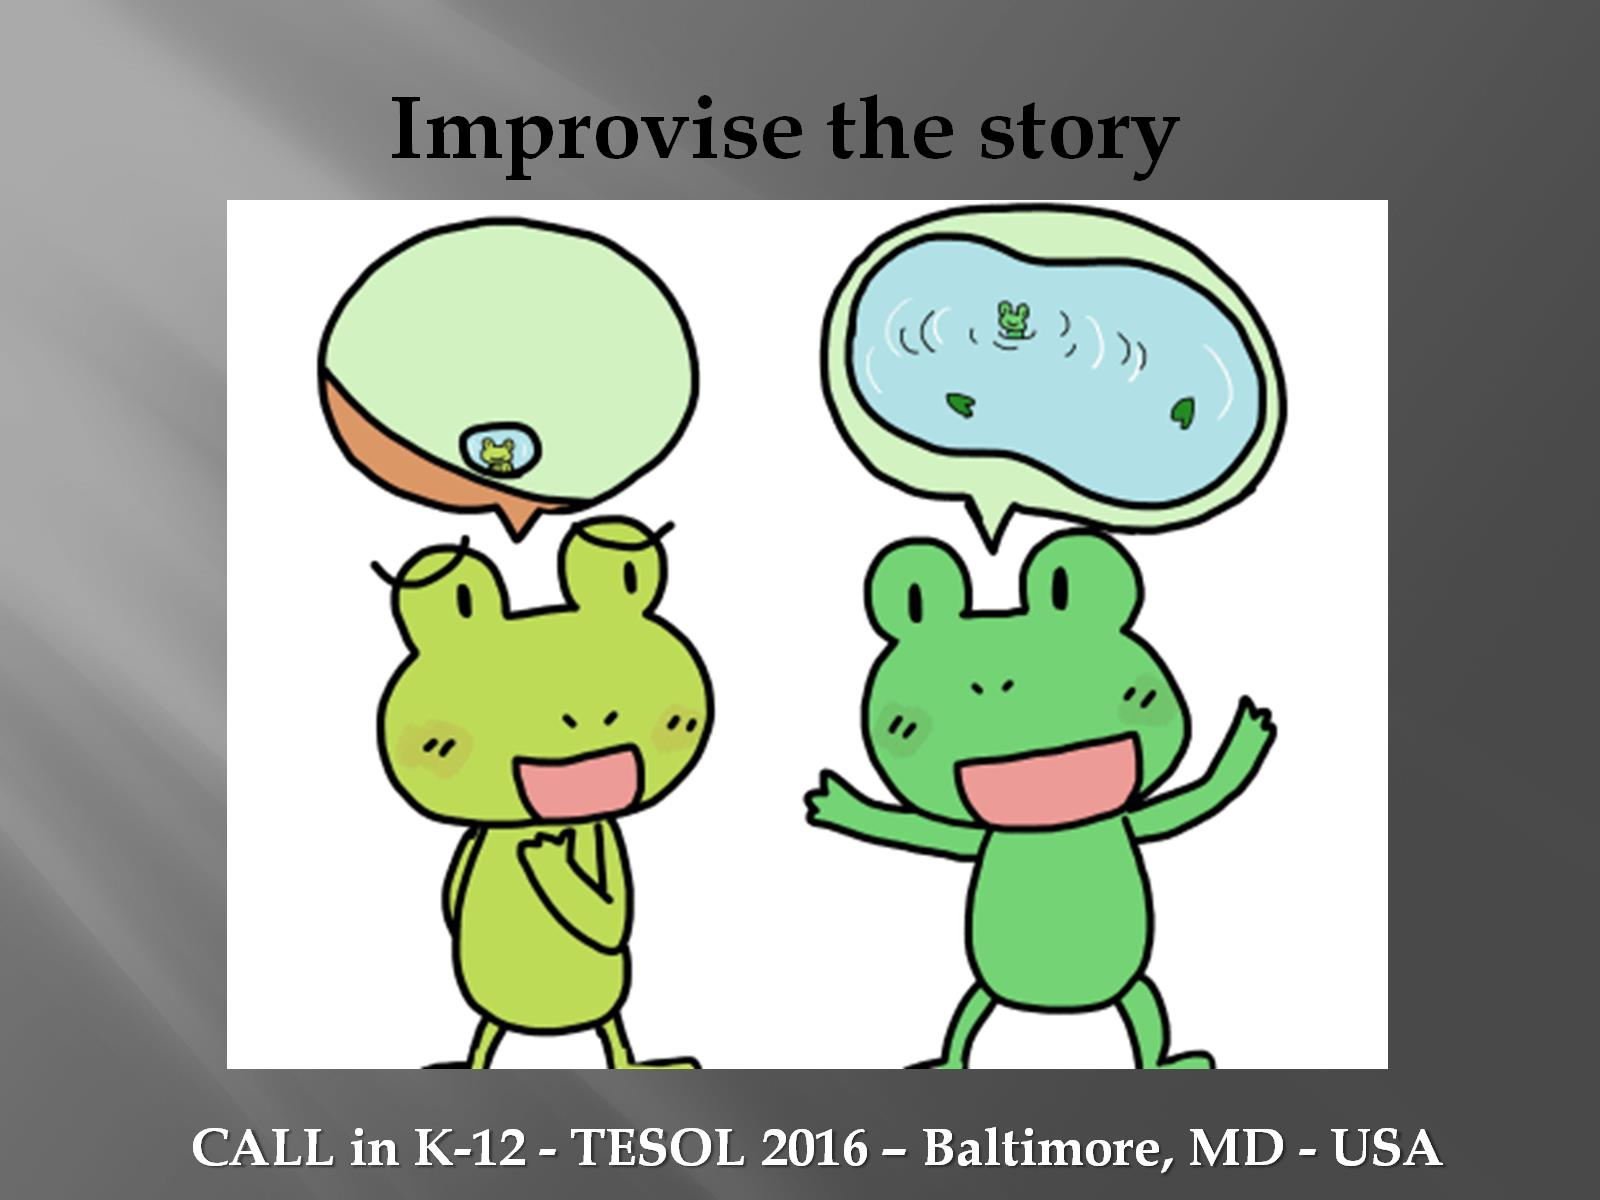 Improvise the story
CALL in K-12 - TESOL 2016 – Baltimore, MD - USA